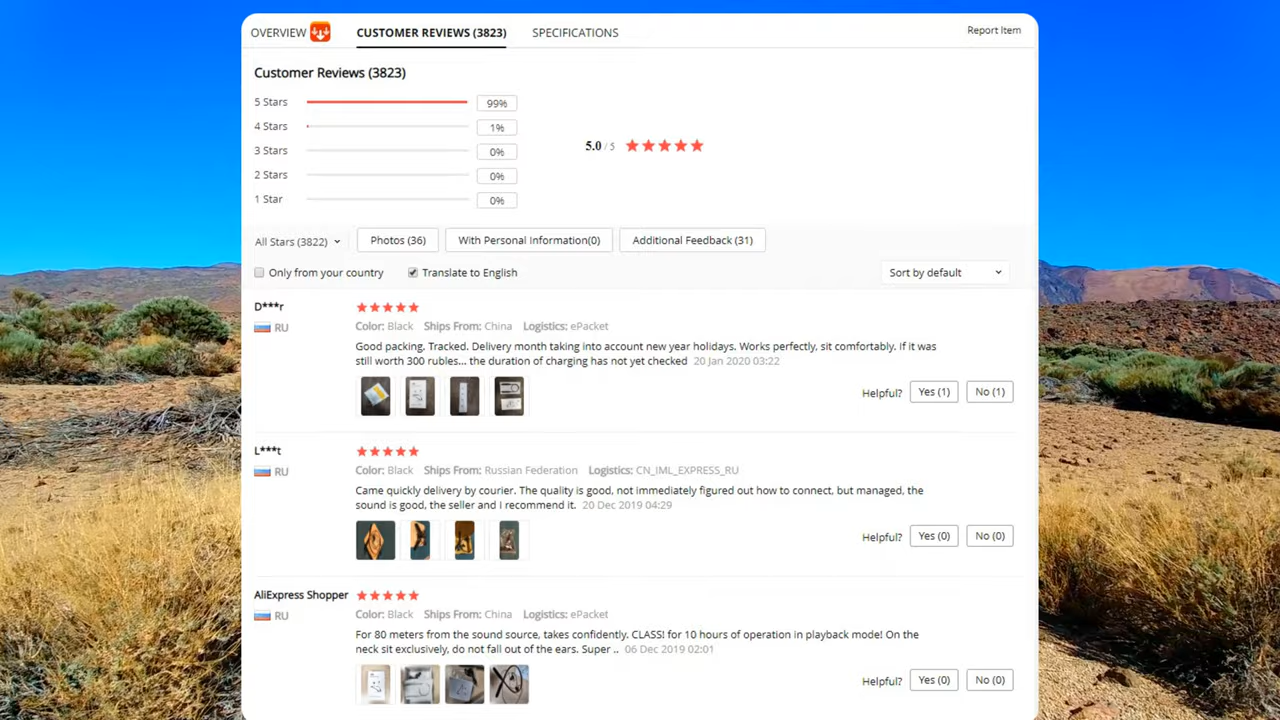 OVERVIEW
CUSTOMER REVIEWS (3823)
SPECIFICATIONS
Report Item
Customer Reviews (3823)
5 Stars 99%
4 Stars 1%
3 Stars 0%
2 Stars 0%
1 Star 0%
5.0 / 5
All Stars (3822)
Photos (36)
With Personal Information(0)
Additional Feedback (31)
Only from your country
Translate to English
Sort by default
D***r
RU
Color: Black Ships From: China Logistics: ePacket
Good packing. Tracked. Delivery month taking into account new year holidays. Works perfectly, sit comfortably. If it was
still worth 300 rubles... the duration of charging has not yet checked 20 Jan 2020 03:22
Helpful? Yes (1) No (1)
L***t
RU
Color: Black Ships From: Russian Federation Logistics: CN_IML_EXPRESS_RU
Came quickly delivery by courier. The quality is good, not immediately figured out how to connect, but managed, the
sound is good, the seller and I recommend it. 20 Dec 2019 04:29
Helpful? Yes (0) No (0)
AliExpress Shopper
RU
Color: Black Ships From: China Logistics: ePacket
For 80 meters from the sound source, takes confidently. CLASS! for 10 hours of operation in playback mode! On the
neck sit exclusively, do not fall out of the ears. Super .. 06 Dec 2019 02:01
Helpful? Yes (0) No (0)